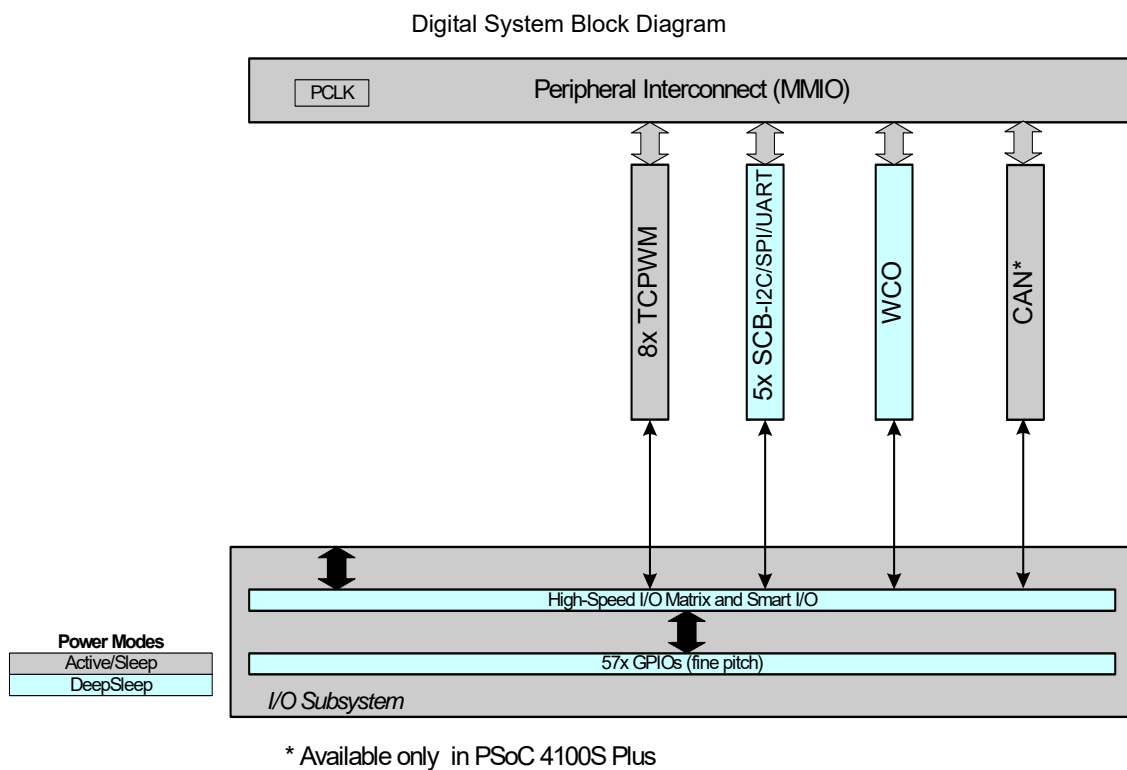 Digital System Block Diagram
PCLK
Peripheral Interconnect (MMIO)
8x TCPWM
5x SCB-I2C/SPI/UART
WCO
CAN*
High-Speed I/O Matrix and Smart I/O
Power Modes
Active/Sleep
DeepSleep
57x GPIOs (fine pitch)
I/O Subsystem
* Available only in PSoC 4100S Plus